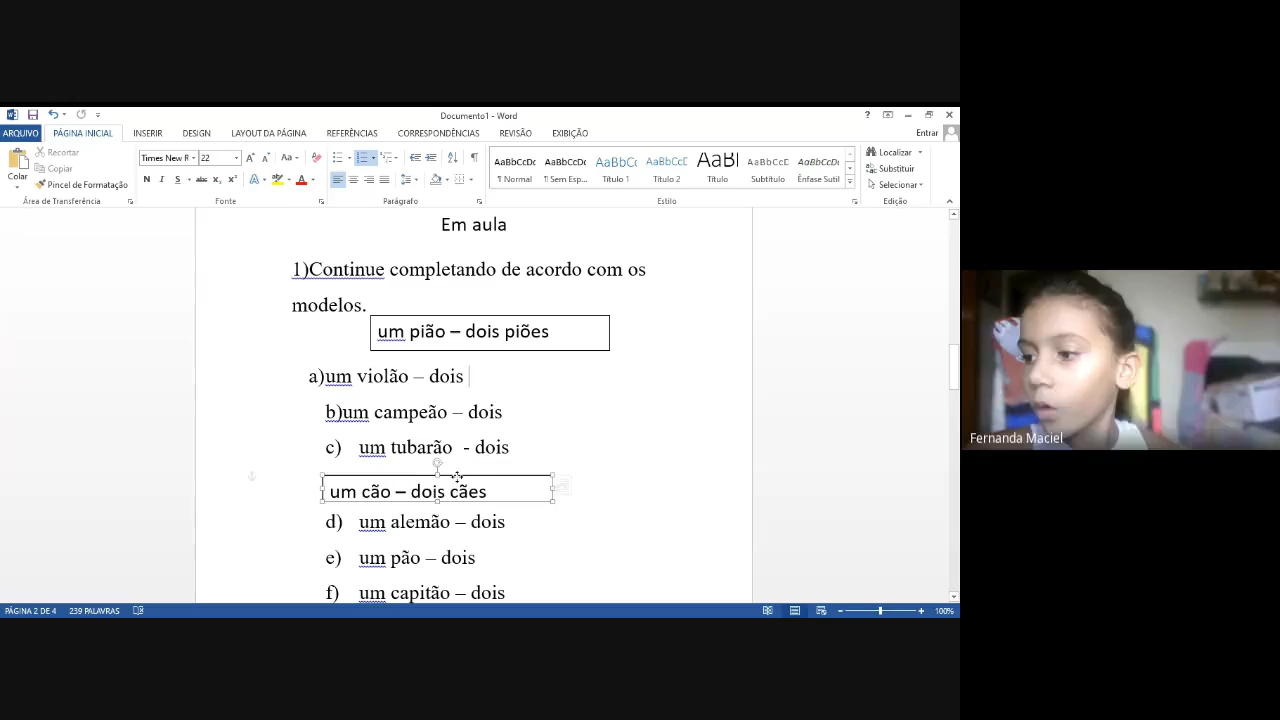 Documento1 - Word
ARQUIVO PÁGINA INICIAL INSERIR DESIGN LAYOUT DA PÁGINA REFERÊNCIAS CORRESPONDÊNCIAS REVISÃO EXIBIÇÃO Entrar
Colar
Recortar
Copiar
Pincel de Formatação
Área de Transferência
Times New R 22
N I S abc x₂ x²
Fonte
Parágrafo
AaBbCcDc AaBbCcDc AaBbCc AaBbCcD AaBl AaBbCcD AaBbCcDc
¶ Normal ¶ Sem Esp... Título 1 Título 2 Título Subtítulo Ênfase Sutil
Estilo
Localizar
Substituir
Selecionar
Edição
Em aula
1)Continue completando de acordo com os
modelos.
um pião – dois piões
a)um violão – dois
b)um campeão – dois
c) um tubarão - dois
um cão – dois cães
d) um alemão – dois
e) um pão – dois
f) um capitão – dois
PÁGINA 2 DE 4 239 PALAVRAS 100%
Fernanda Maciel